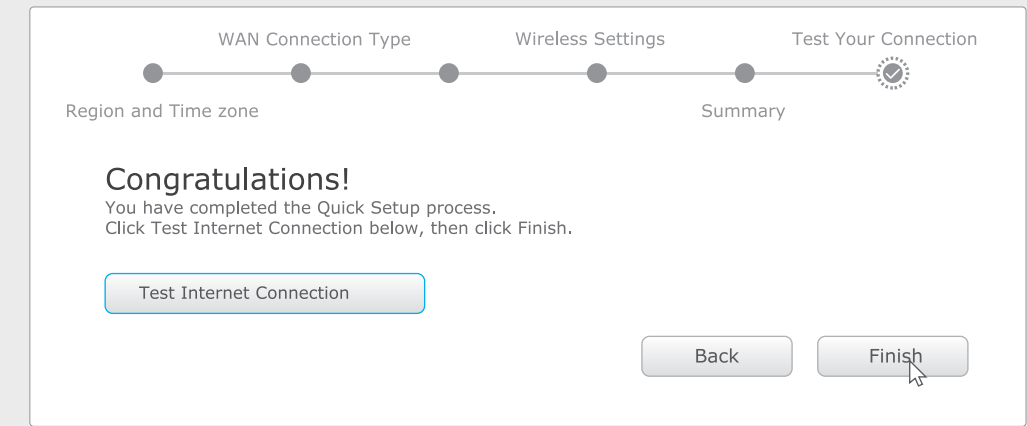 WAN Connection Type
Wireless Settings
Test Your Connection
Region and Time zone
Summary
Congratulations!
You have completed the Quick Setup process.
Click Test Internet Connection below, then click Finish.
Test Internet Connection
Back
Finish